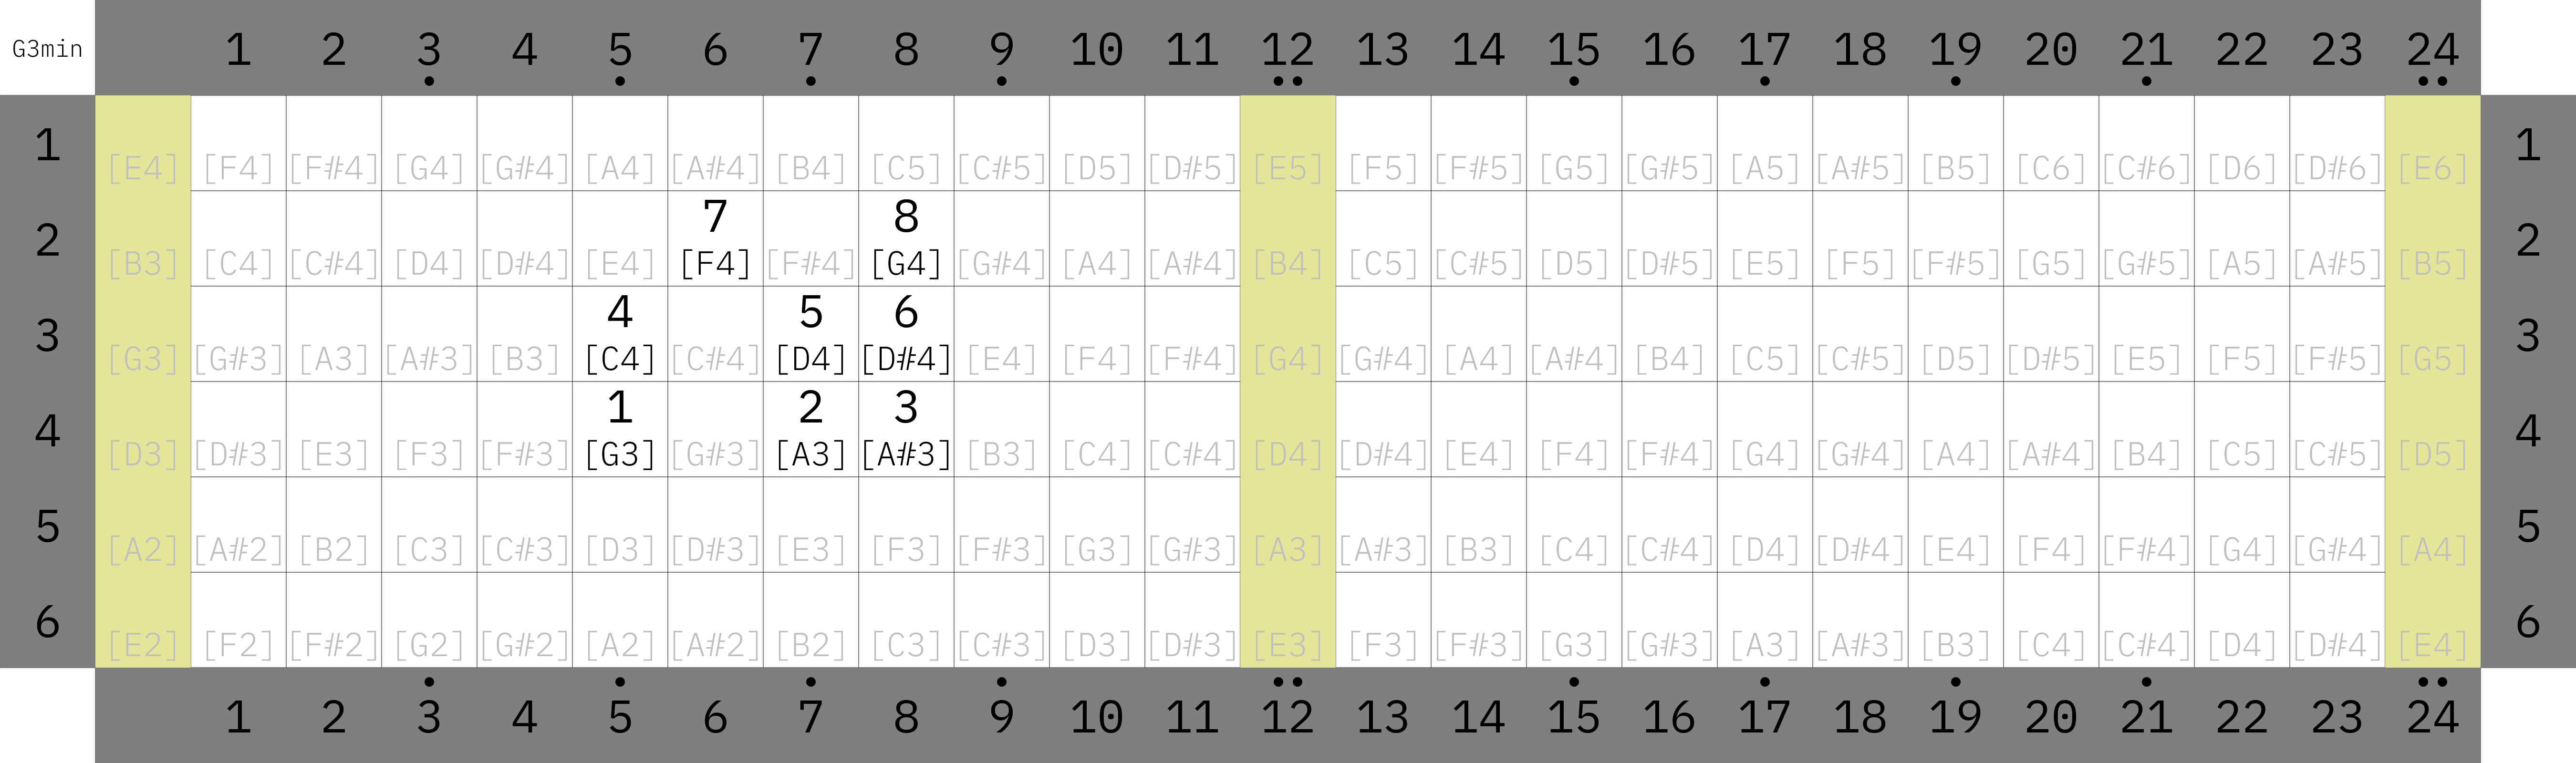 G3min 1 2 3 4 5 6 7 8 9 10 11 12 13 14 15 16 17 18 19 20 21 22 23 24
1 [E4] [F4] [F#4] [G4] [G#4] [A4] [A#4] [B4] [C5] [C#5] [D5] [D#5] [E5] [F5] [F#5] [G5] [G#5] [A5] [A#5] [B5] [C6] [C#6] [D6] [D#6] [E6] 1
7 8
2 [B3] [C4] [C#4] [D4] [D#4] [E4] [F4] [F#4] [G4] [G#4] [A4] [A#4] [B4] [C5] [C#5] [D5] [D#5] [E5] [F5] [F#5] [G5] [G#5] [A5] [A#5] [B5] 2
4 5 6
3 [G3] [G#3] [A3] [A#3] [B3] [C4] [C#4] [D4] [D#4] [E4] [F4] [F#4] [G4] [G#4] [A4] [A#4] [B4] [C5] [C#5] [D5] [D#5] [E5] [F5] [F#5] [G5] 3
1 2 3
4 [D3] [D#3] [E3] [F3] [F#3] [G3] [G#3] [A3] [A#3] [B3] [C4] [C#4] [D4] [D#4] [E4] [F4] [F#4] [G4] [G#4] [A4] [A#4] [B4] [C5] [C#5] [D5] 4
5 [A2] [A#2] [B2] [C3] [C#3] [D3] [D#3] [E3] [F3] [F#3] [G3] [G#3] [A3] [A#3] [B3] [C4] [C#4] [D4] [D#4] [E4] [F4] [F#4] [G4] [G#4] [A4] 5
6 [E2] [F2] [F#2] [G2] [G#2] [A2] [A#2] [B2] [C3] [C#3] [D3] [D#3] [E3] [F3] [F#3] [G3] [G#3] [A3] [A#3] [B3] [C4] [C#4] [D4] [D#4] [E4] 6
1 2 3 4 5 6 7 8 9 10 11 12 13 14 15 16 17 18 19 20 21 22 23 24